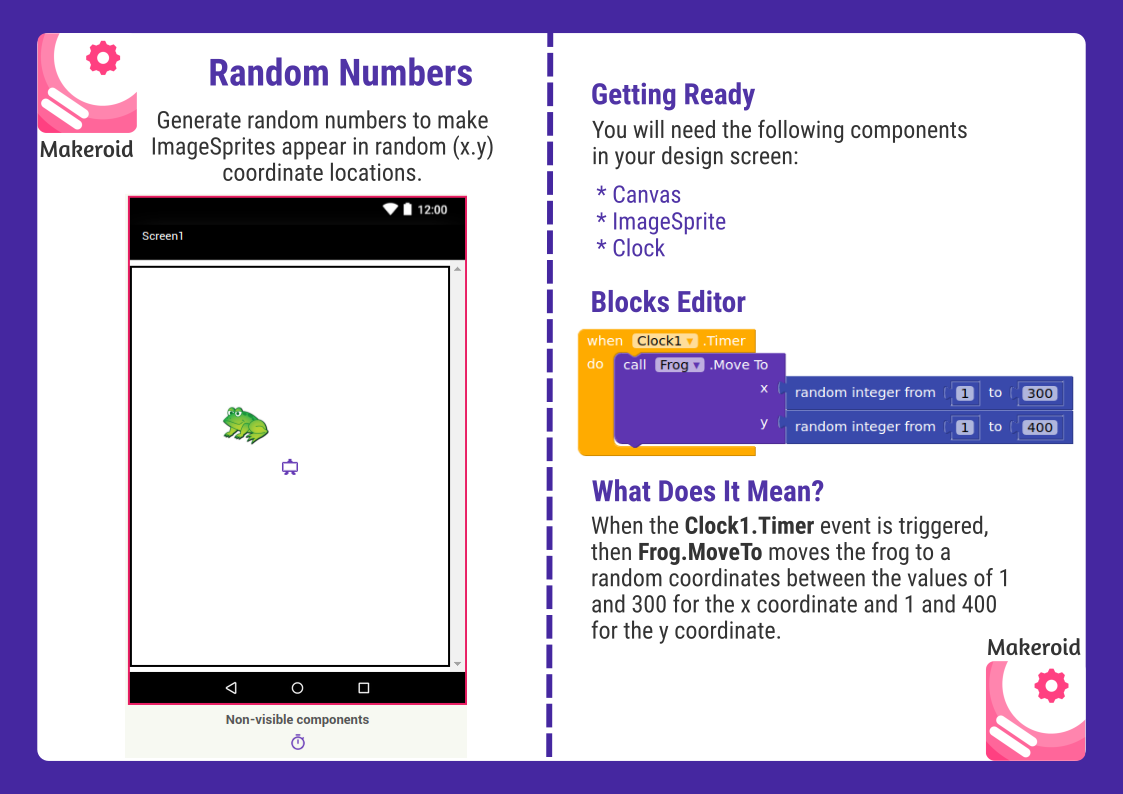 Random Numbers
Generate random numbers to make
ImageSprites appear in random (x.y)
coordinate locations.
Makeroid
12:00
Screen1
Non-visible components
Getting Ready
You will need the following components
in your design screen:
* Canvas
* ImageSprite
* Clock
Blocks Editor
when Clock1 .Timer
do call Frog .Move To
x random integer from 1 to 300
y random integer from 1 to 400
What Does It Mean?
When the Clock1.Timer event is triggered,
then Frog.MoveTo moves the frog to a
random coordinates between the values of 1
and 300 for the x coordinate and 1 and 400
for the y coordinate.
Makeroid